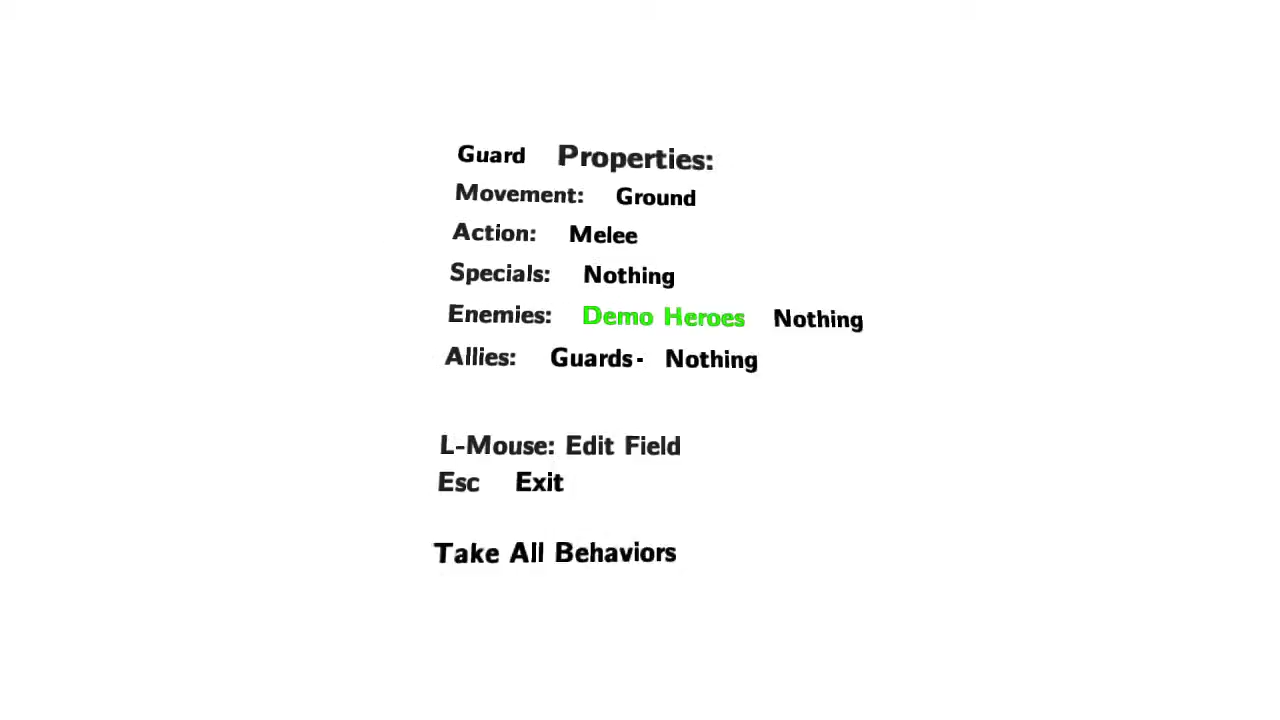 Guard Properties:
Movement: Ground
Action: Melee
Specials: Nothing
Enemies: Demo Heroes Nothing
Allies: Guards- Nothing
L-Mouse: Edit Field
Esc Exit
Take All Behaviors